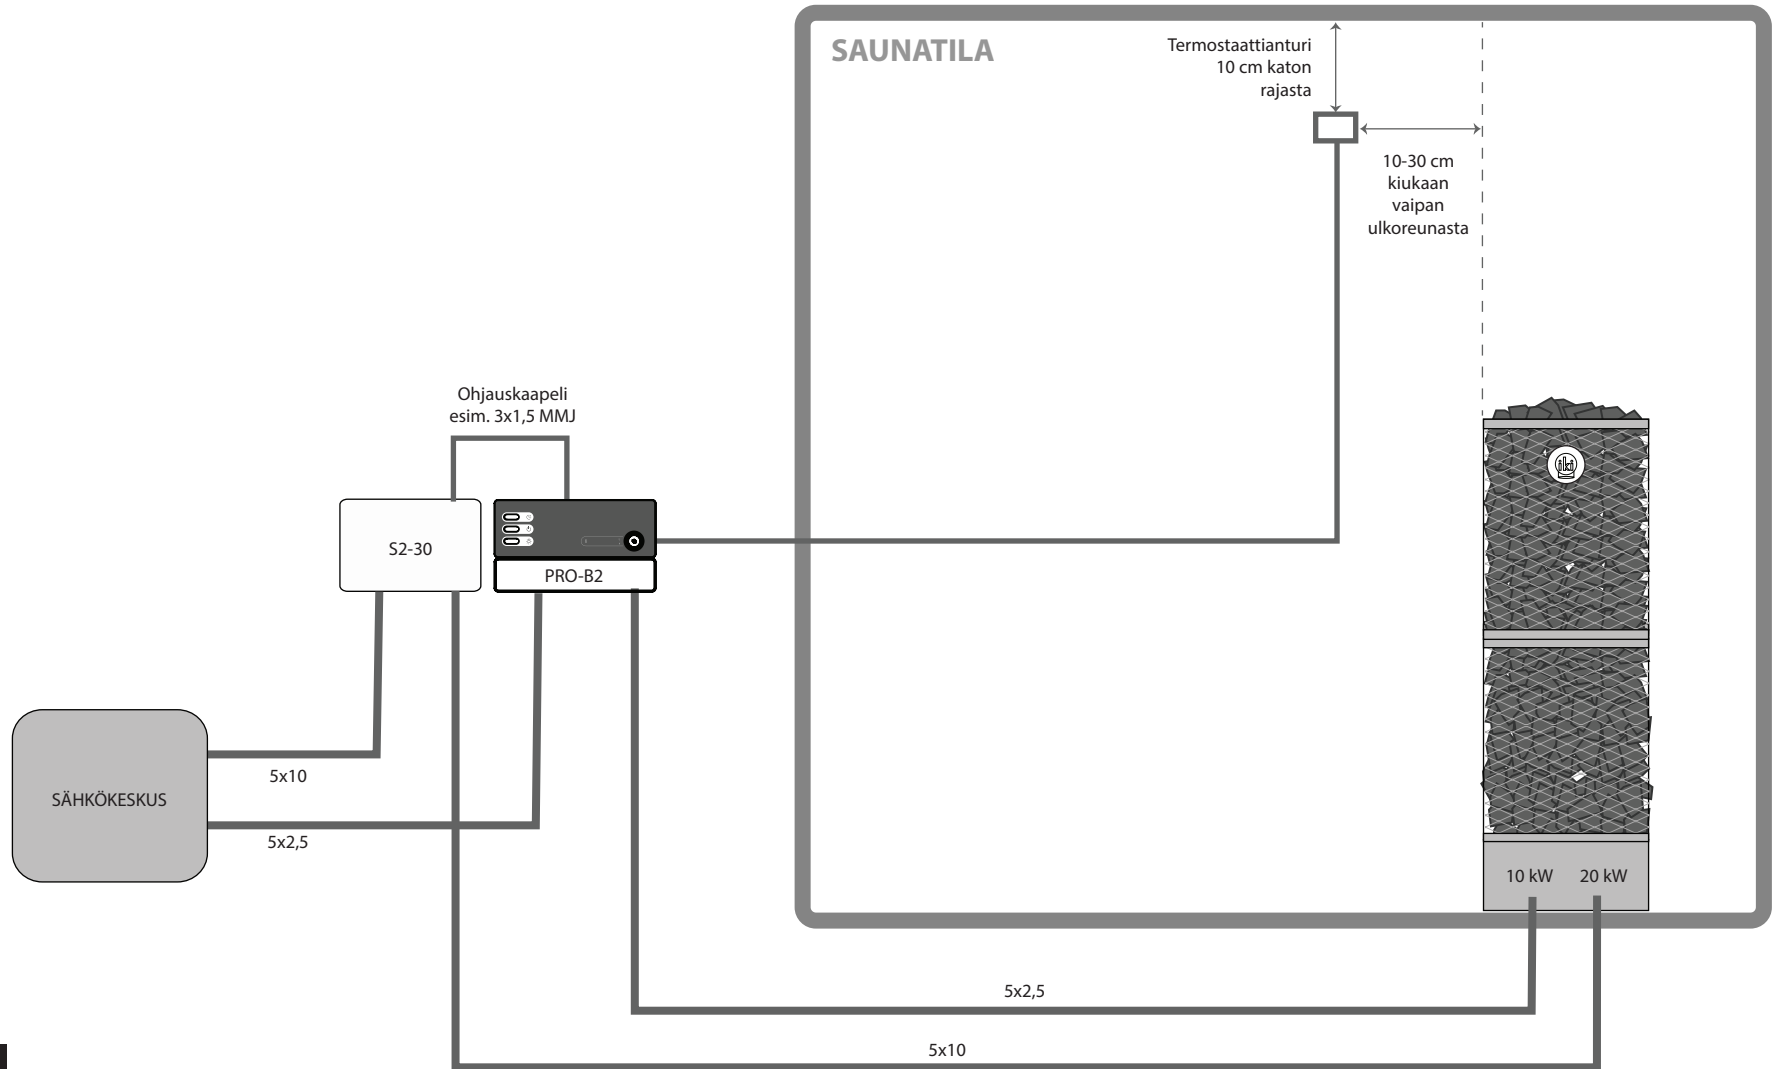 SAUNATILA
Termostaattianturi
10 cm katon
rajasta
10-30 cm
kiukaan
vaipan
ulkoreunasta
Ohjauskaapeli
esim. 3x1,5 MMJ
S2-30
PRO-B2
iki
5x10
SÄHKÖKESKUS
5x2,5
10 kW
20 kW
5x2,5
5x10